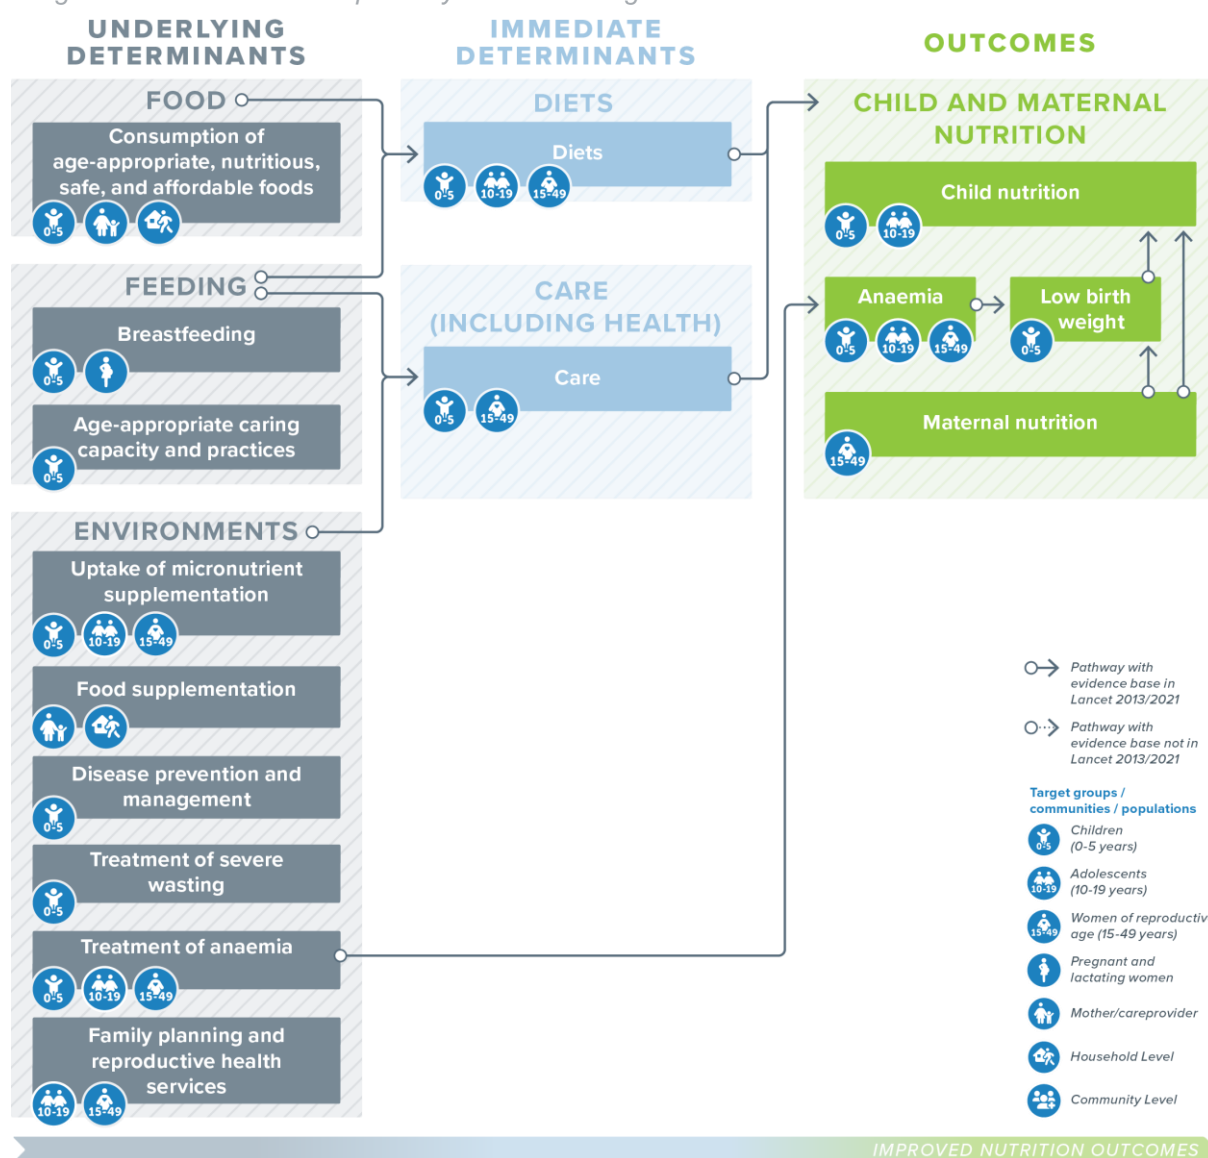 UNDERLYING
DETERMINANTS
IMMEDIATE
DETERMINANTS
OUTCOMES
FOOD
Consumption of
age-appropriate, nutritious,
safe, and affordable foods
0-5
FEEDING
Breastfeeding
0-5
Age-appropriate caring
capacity and practices
0-5
ENVIRONMENTS
Uptake of micronutrient
supplementation
0-5
10-19
15-49
Food supplementation
Disease prevention and
management
0-5
Treatment of severe
wasting
0-5
Treatment of anaemia
0-5
10-19
15-49
Family planning and
reproductive health
services
10-19
15-49
DIETS
Diets
0-5
10-19
15-49
CARE
(INCLUDING HEALTH)
Care
0-5
15-49
CHILD AND MATERNAL
NUTRITION
Child nutrition
0-5
10-19
Anaemia
0-5
10-19
15-49
Low birth
weight
0-5
Maternal nutrition
15-49
Pathway with
evidence base in
Lancet 2013/2021
Pathway with
evidence base not in
Lancet 2013/2021
Target groups /
communities / populations
0-5
Children
(0-5 years)
10-19
Adolescents
(10-19 years)
15-49
Women of reproductiv
age (15-49 years)
Pregnant and
lactating women
Mother/careprovider
Household Level
Community Level
IMPROVED NUTRITION OUTCOMES